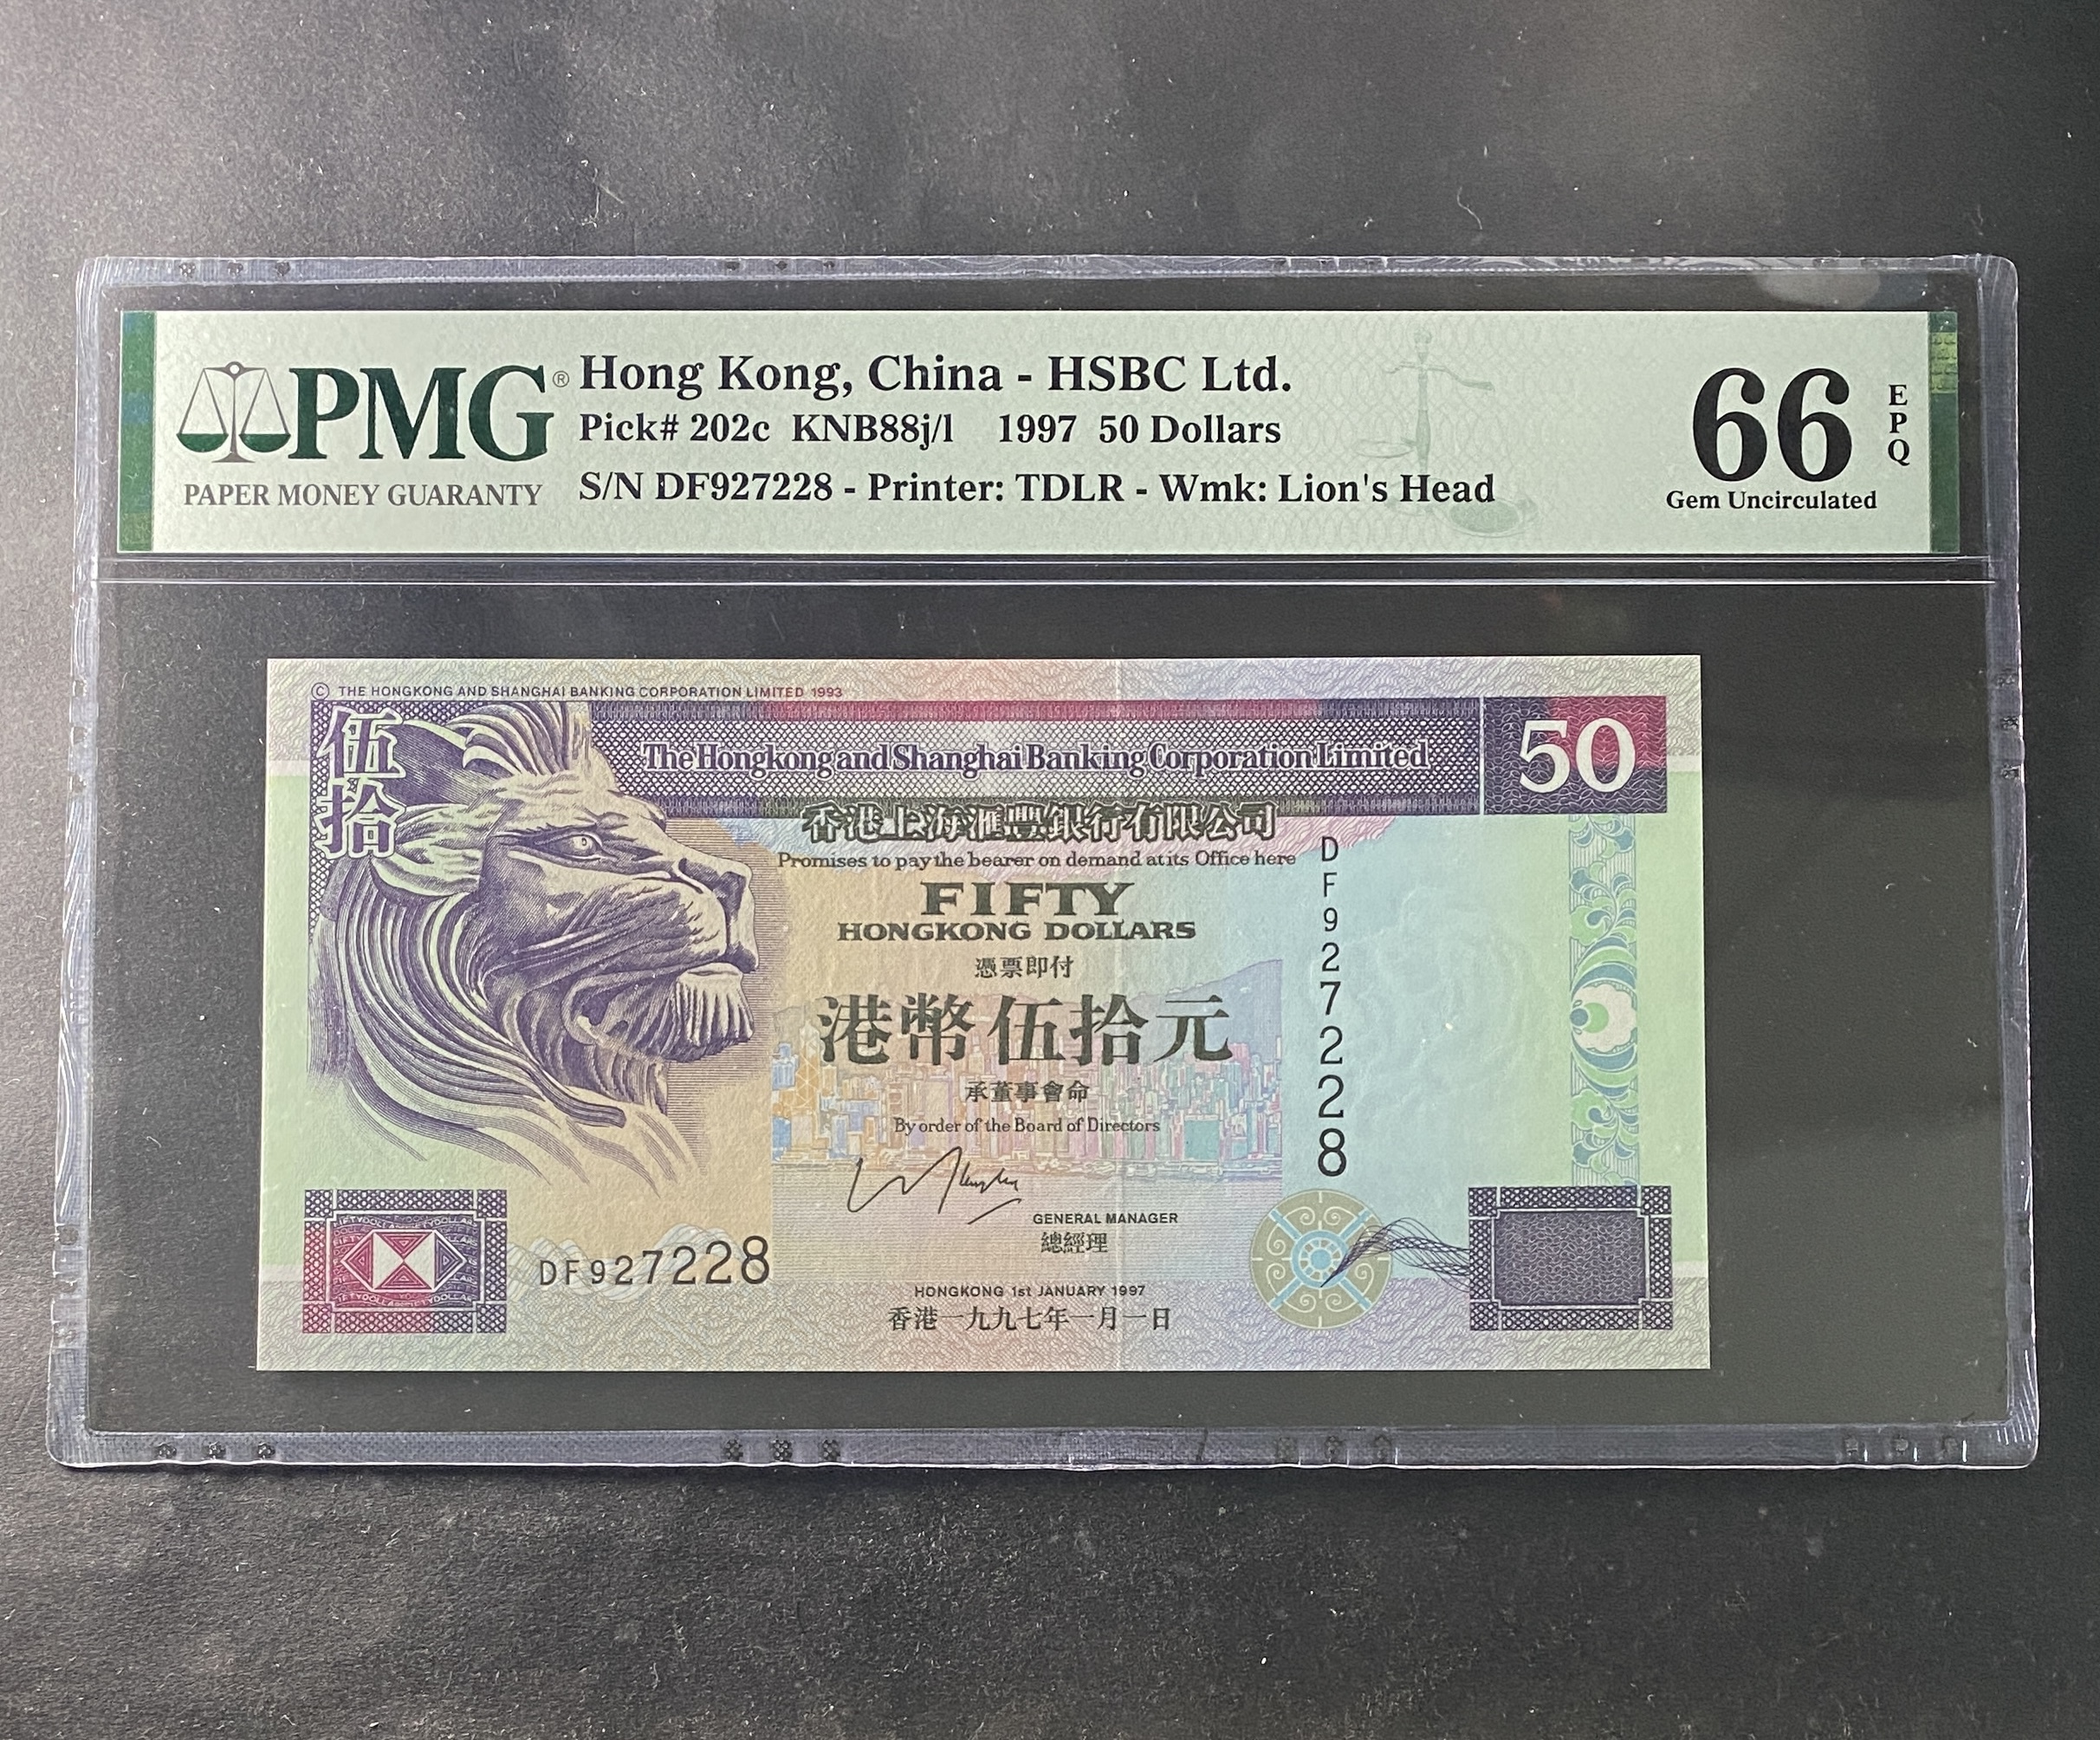 PMG®
PAPER MONEY GUARANTY
Hong Kong, China - HSBC Ltd.
Pick# 202c KNB88j/l 1997 50 Dollars
S/N DF927228 - Printer: TDLR - Wmk: Lion's Head
66
EPQ
Gem Uncirculated
© THE HONGKONG AND SHANGHAI BANKING CORPORATION LIMITED 1993
伍拾
The Hongkong and Shanghai Banking Corporation Limited
50
香港上海滙豐銀行有限公司
Promises to pay the bearer on demand at its Office here
FIFTY
HONGKONG DOLLARS
憑票即付
港幣伍拾元
承董事會命
By order of the Board of Directors
DF927228
GENERAL MANAGER
總經理
DF927228
HONGKONG 1st JANUARY 1997
香港一九九七年一月一日